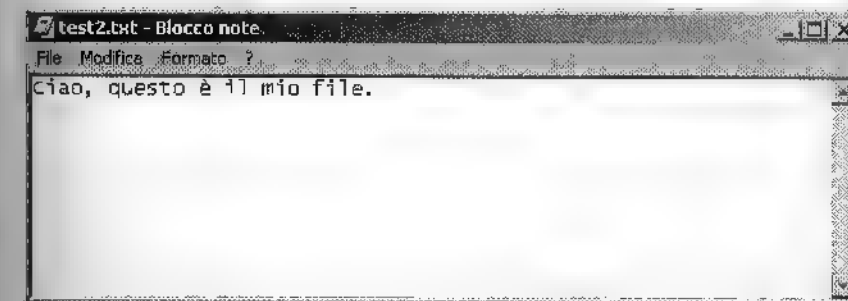 test2.txt - Blocco note
File Modifica Formato ?
Ciao, questo è il mio file.